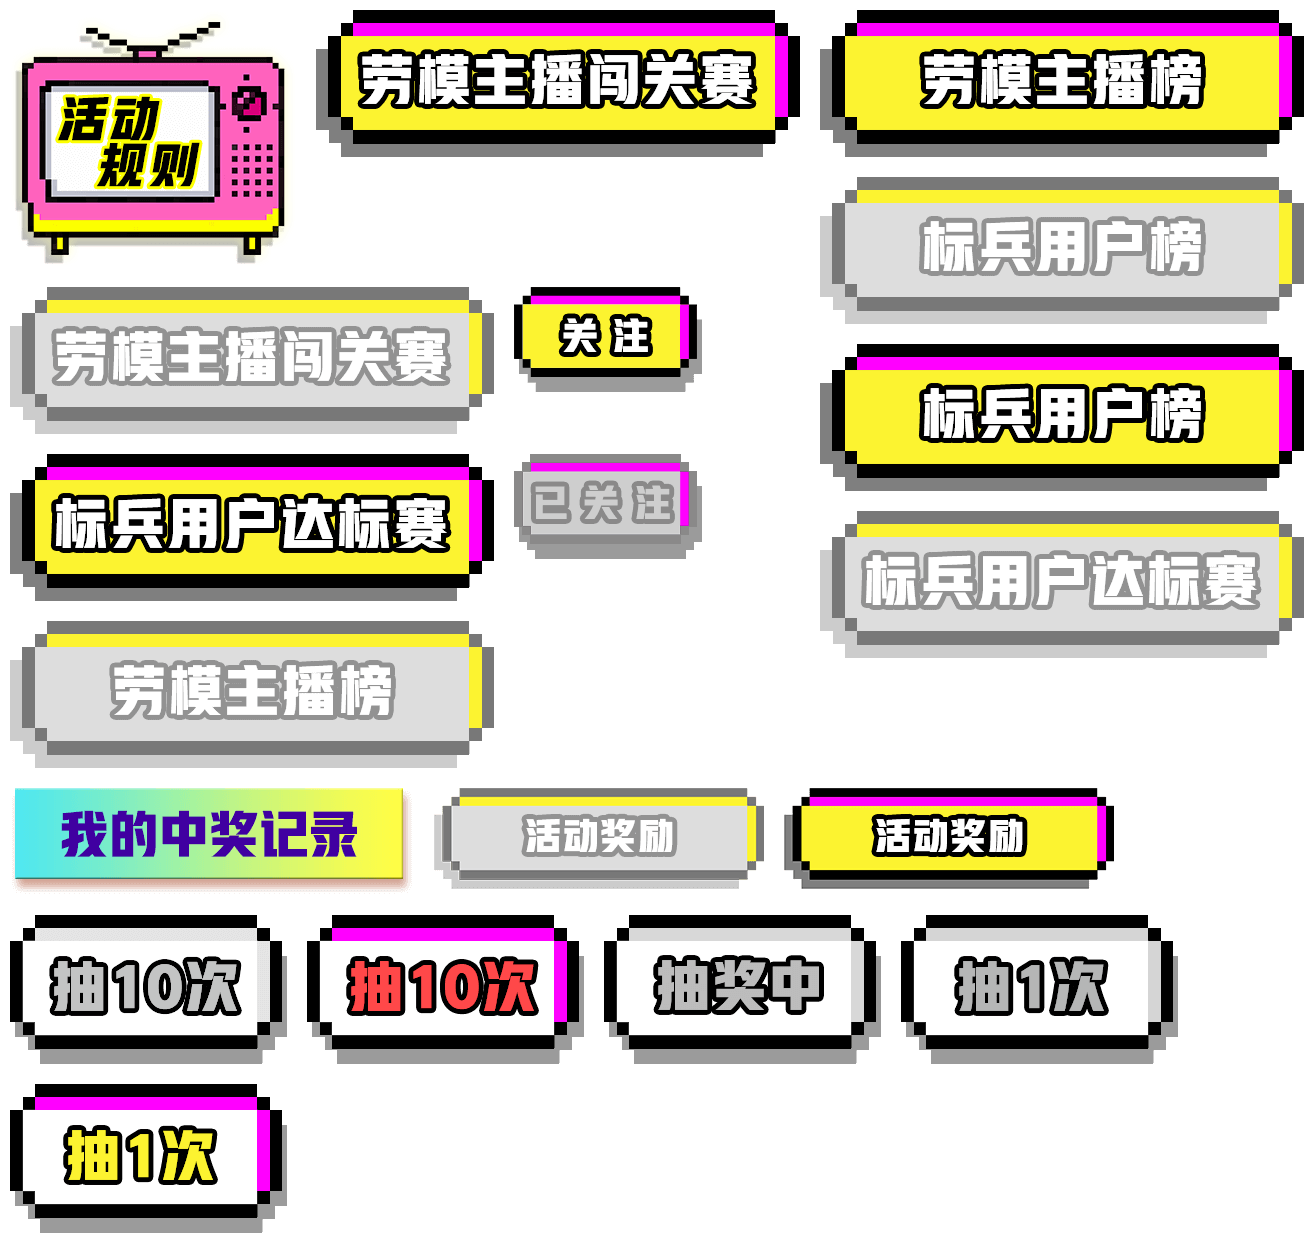 活动
规则
劳模主播闯关赛
劳模主播榜
标兵用户榜
劳模主播闯关赛
关注
标兵用户榜
标兵用户达标赛
已关注
标兵用户达标赛
劳模主播榜
我的中奖记录
活动奖励
活动奖励
抽10次
抽10次
抽奖中
抽1次
抽1次